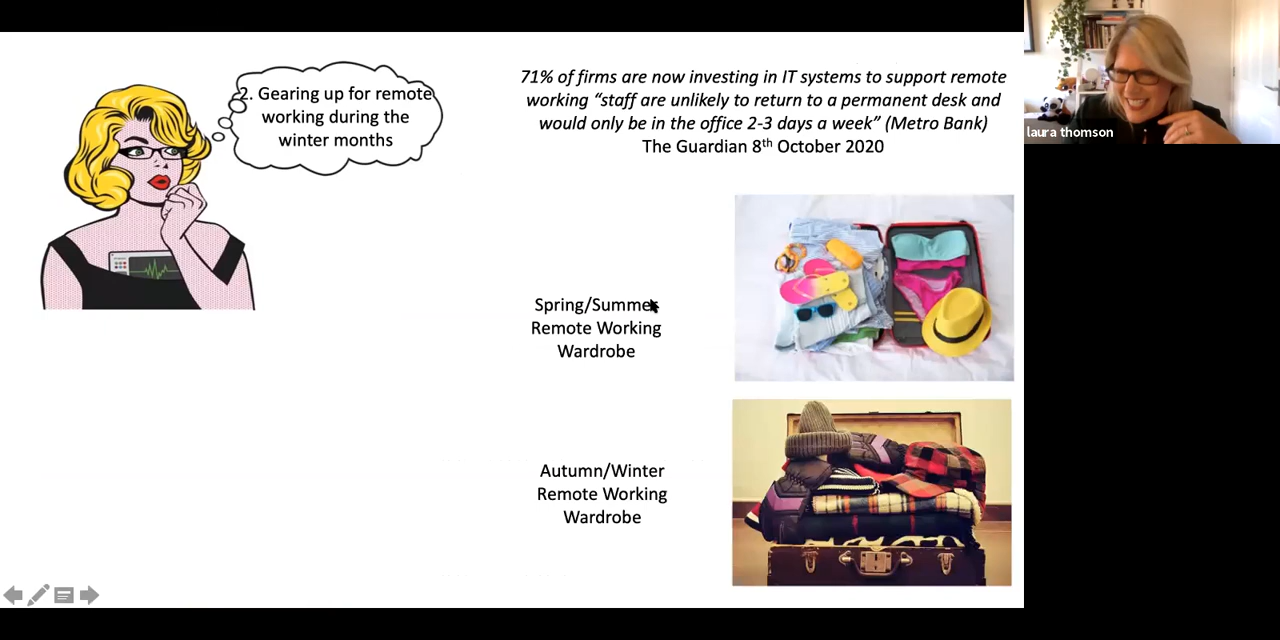 2. Gearing up for remote
working during the
winter months
71% of firms are now investing in IT systems to support remote
working “staff are unlikely to return to a permanent desk and
would only be in the office 2-3 days a week” (Metro Bank)
The Guardian 8th October 2020
laura thomson
Spring/Summer
Remote Working
Wardrobe
Autumn/Winter
Remote Working
Wardrobe